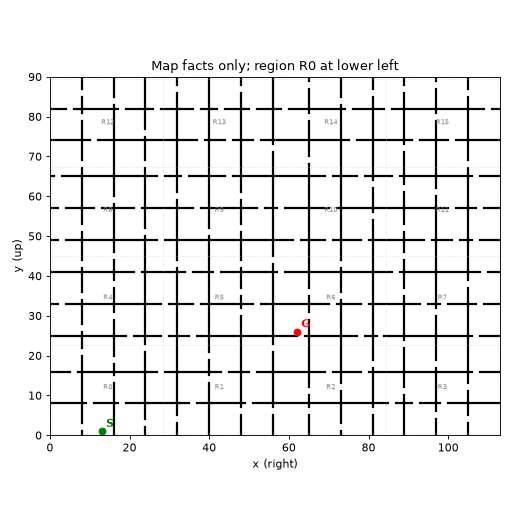 Map facts only; region R0 at lower left
90
80
R12 R13 R14 R15
70
60
R8 R9 R10 R11
50
y (up)
40
R4 R5 R6 R7
30
G
20
10
R0 R1 R2 R3
S
0
0 20 40 60 80 100
x (right)